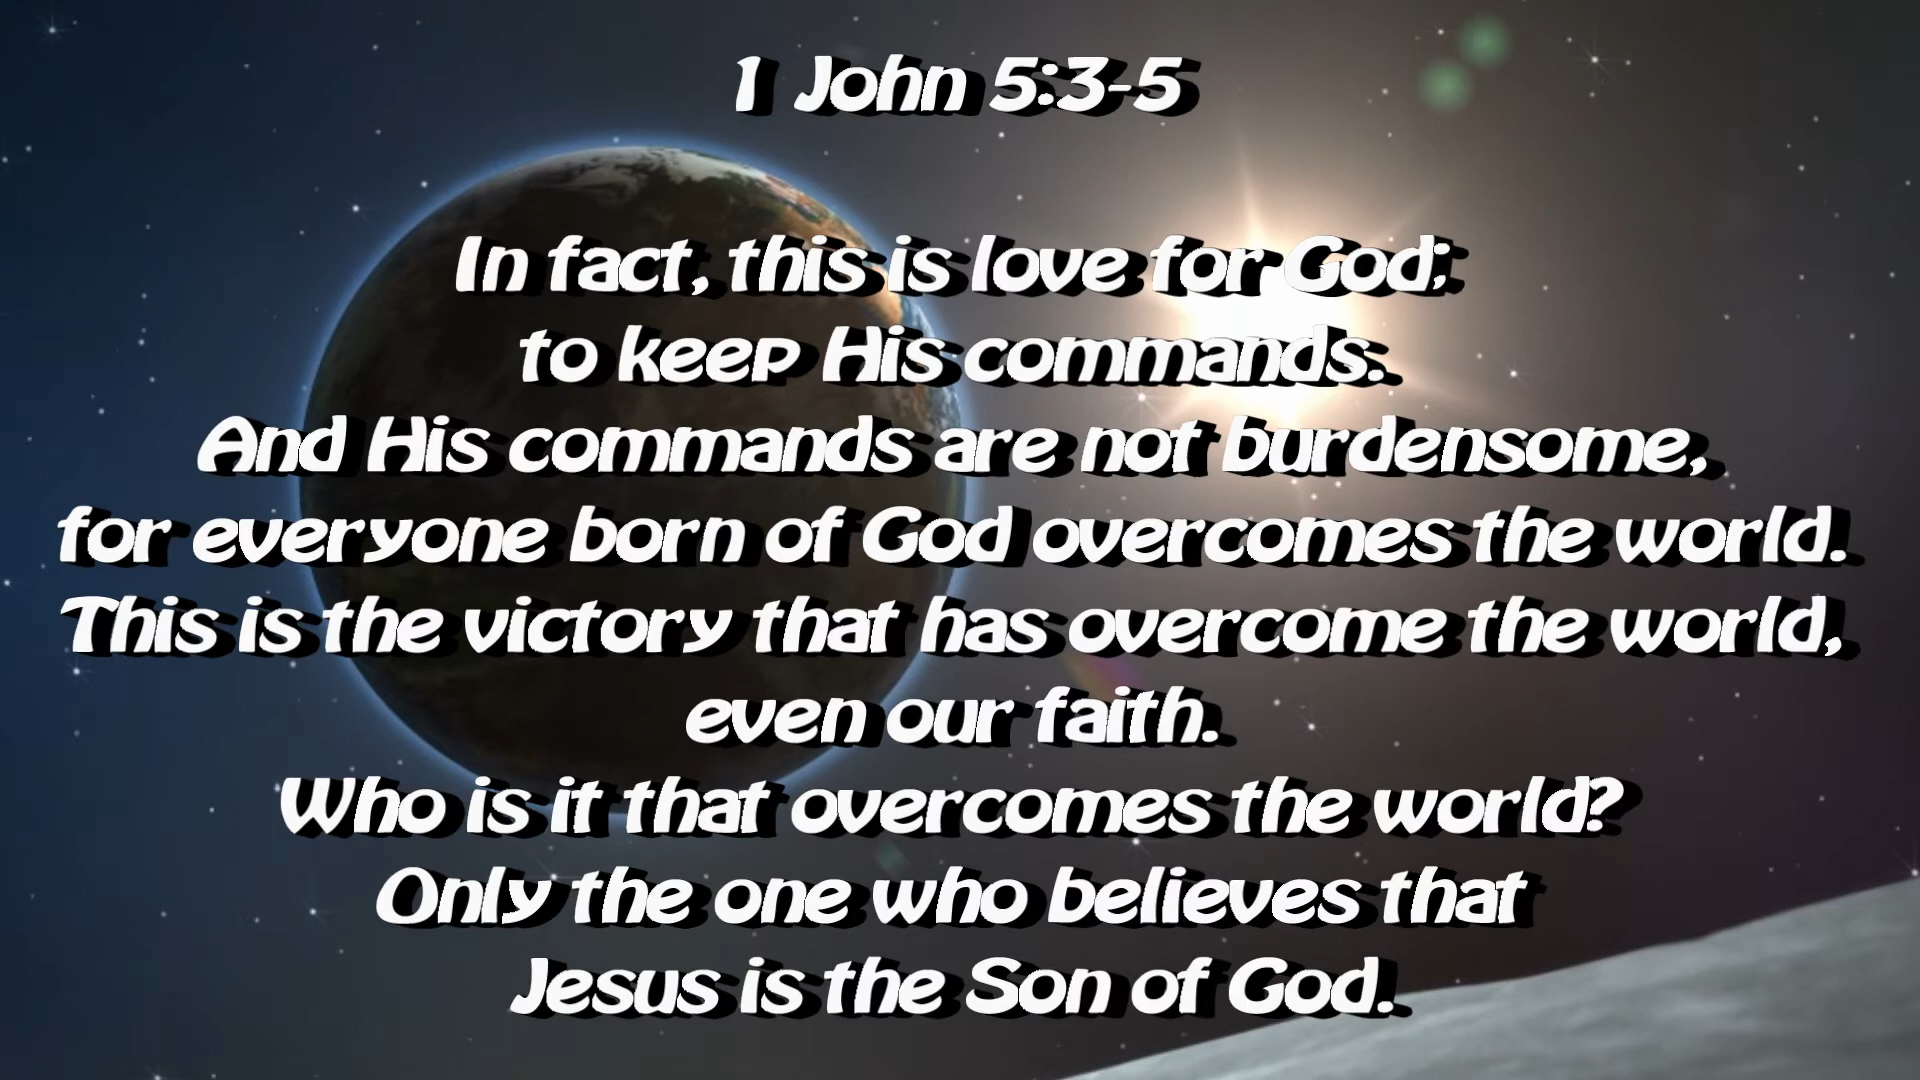 1 John 5:3-5
In fact, this is love for God;
to keep His commands.
And His commands are not burdensome,
for everyone born of God overcomes the world.
This is the victory that has overcome the world,
even our faith.
Who is it that overcomes the world?
Only the one who believes that
Jesus is the Son of God.